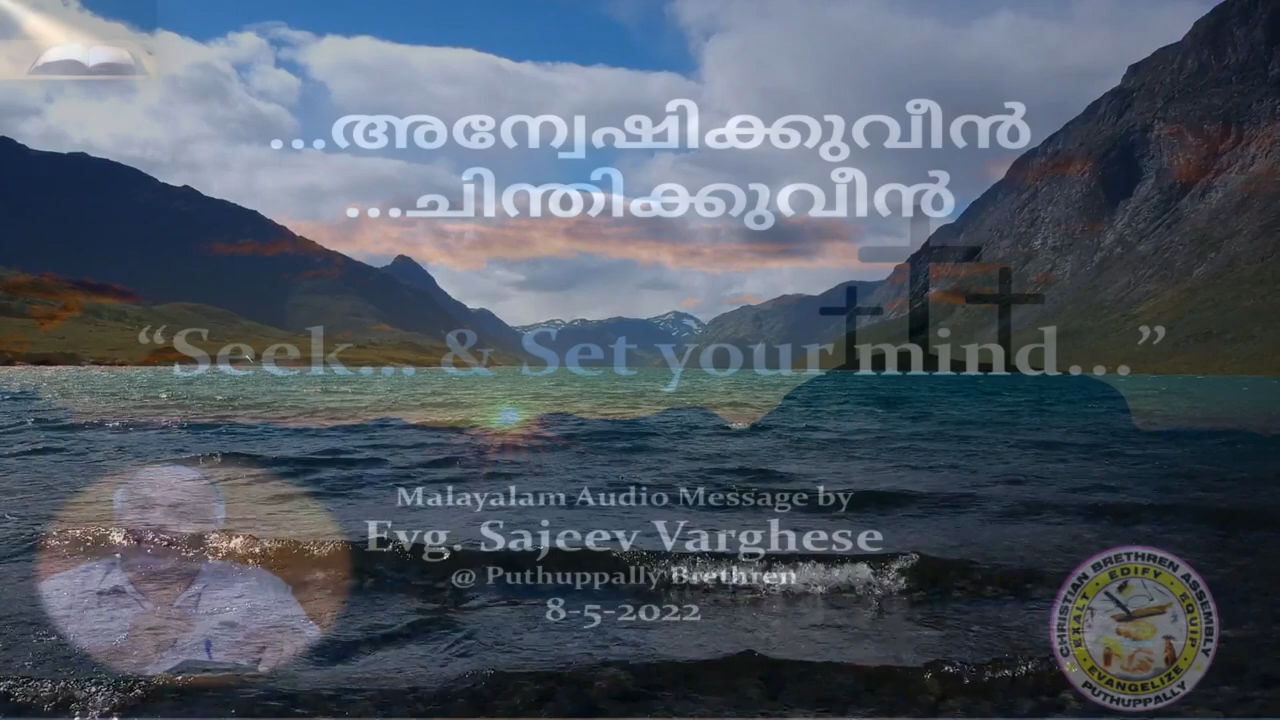 ...അന്വേഷിക്കുവീൻ
...ചിന്തിക്കുവീൻ
“Seek... & Set your mind...”
Malayalam Audio Message by
Evg. Sajeev Varghese
@ Puthuppally Brethren
8-5-2022
CHRISTIAN BRETHREN ASSEMBLY
EXALT • EDIFY • EQUIP
• EVANGELIZE •
PUTHUPPALLY